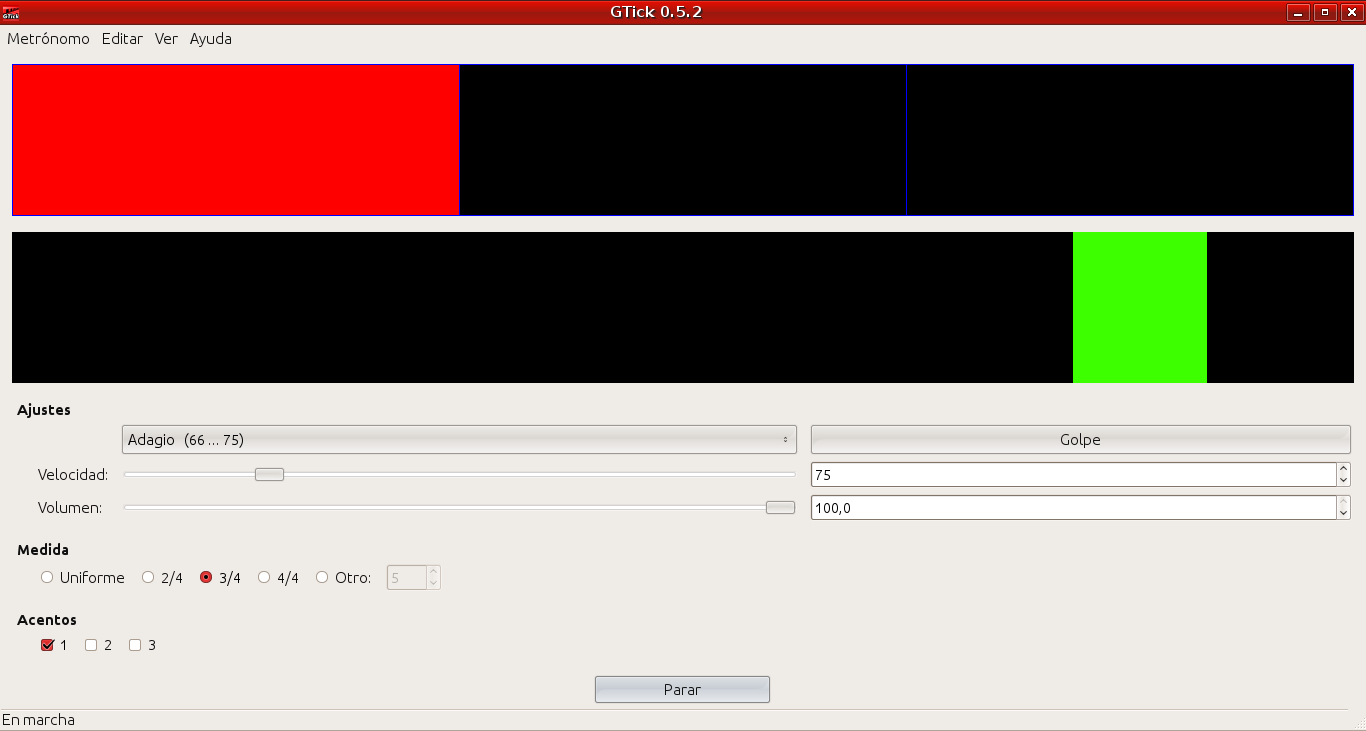 GTick 0.5.2
Metrónomo Editar Ver Ayuda
Ajustes
Adagio (66 ... 75) Golpe
Velocidad: 75
Volumen: 100,0
Medida
Uniforme 2/4 3/4 4/4 Otro: 5
Acentos
1 2 3
Parar
En marcha